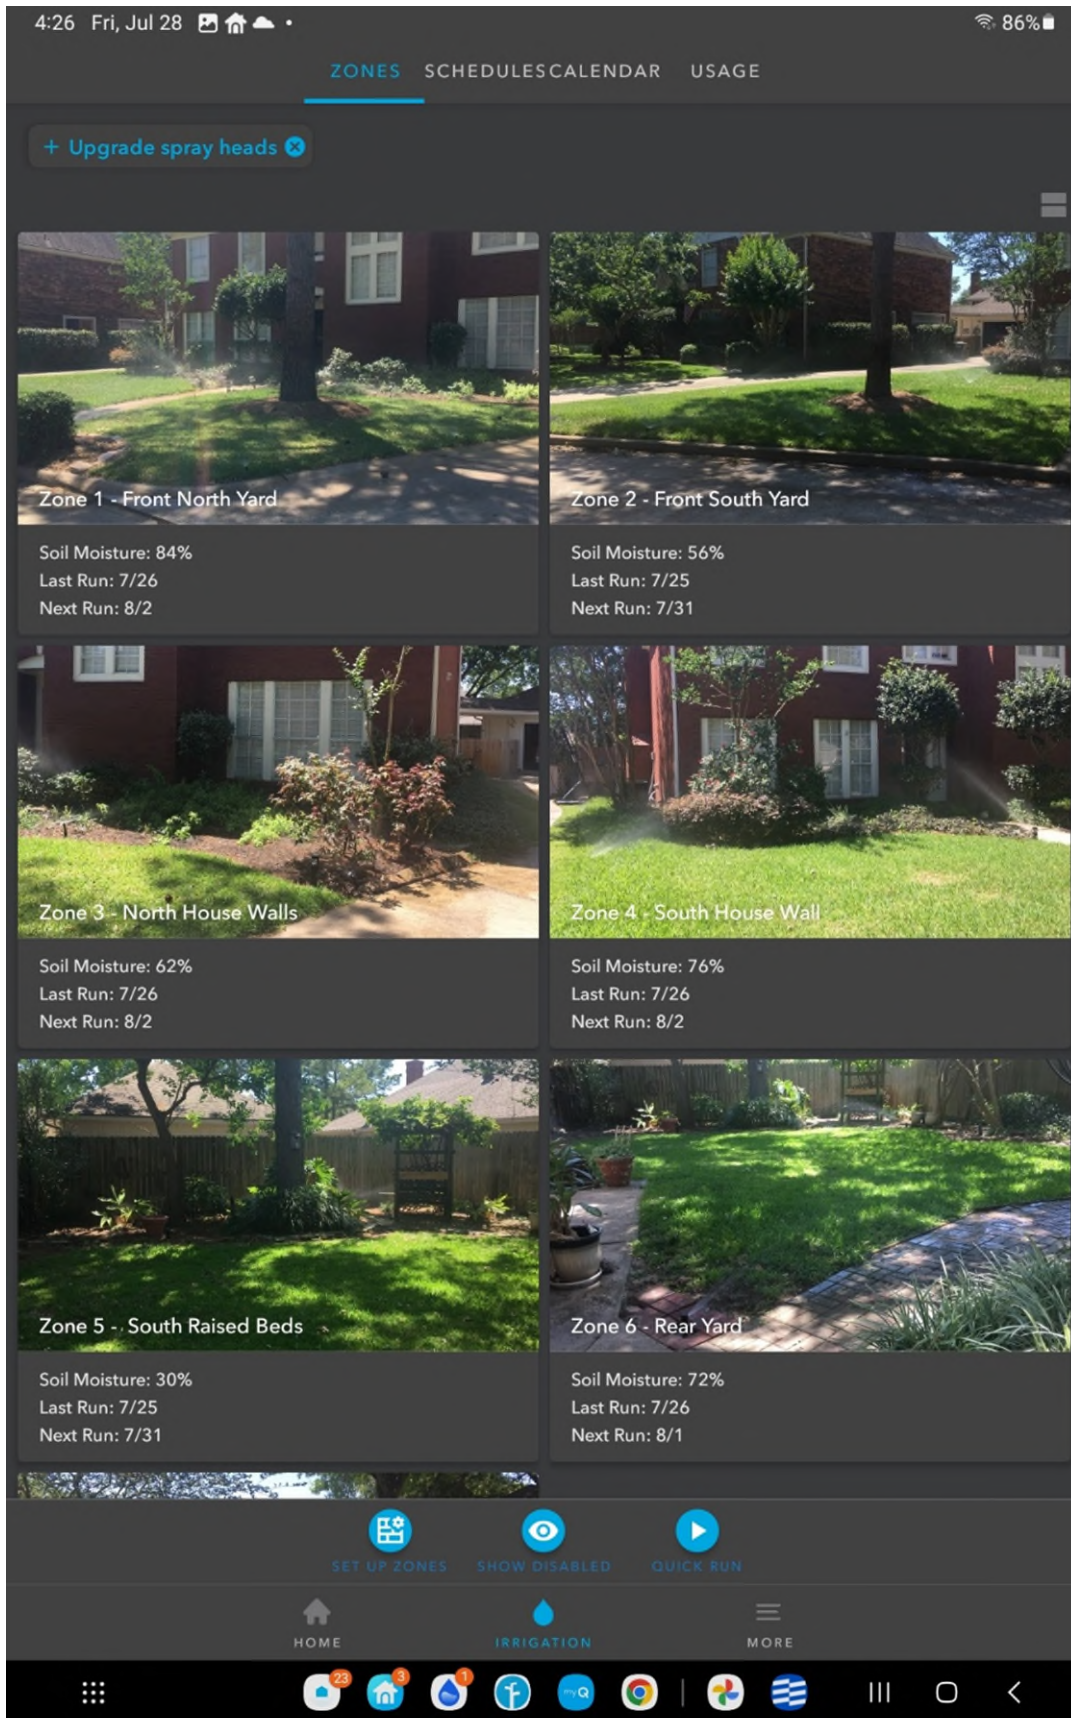 4:26 Fri, Jul 28
86%
ZONES SCHEDULES CALENDAR USAGE
+ Upgrade spray heads
Zone 1 - Front North Yard
Soil Moisture: 84%
Last Run: 7/26
Next Run: 8/2
Zone 2 - Front South Yard
Soil Moisture: 56%
Last Run: 7/25
Next Run: 7/31
Zone 3 - North House Walls
Soil Moisture: 62%
Last Run: 7/26
Next Run: 8/2
Zone 4 - South House Wall
Soil Moisture: 76%
Last Run: 7/26
Next Run: 8/2
Zone 5 - South Raised Beds
Soil Moisture: 30%
Last Run: 7/25
Next Run: 7/31
Zone 6 - Rear Yard
Soil Moisture: 72%
Last Run: 7/26
Next Run: 8/1
SET UP ZONES SHOW DISABLED QUICK RUN
HOME IRRIGATION MORE
23 3 1 myQ